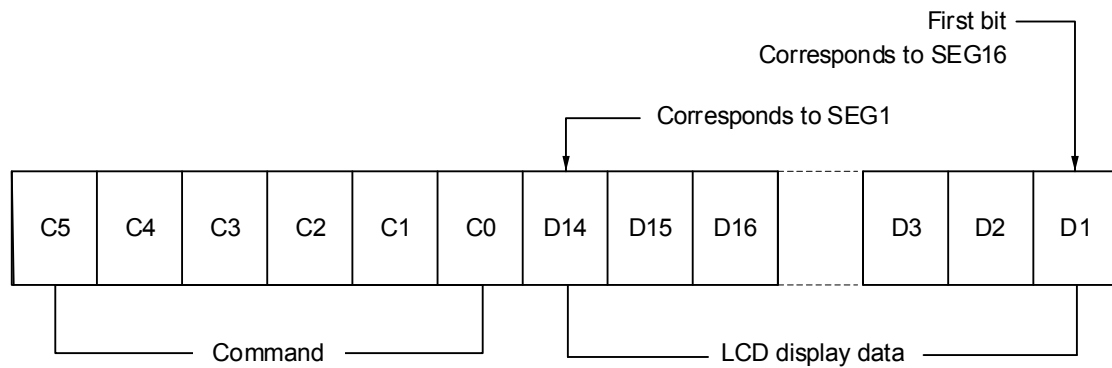 First bit
Corresponds to SEG16
Corresponds to SEG1
C5 C4 C3 C2 C1 C0 D14 D15 D16 D3 D2 D1
Command LCD display data